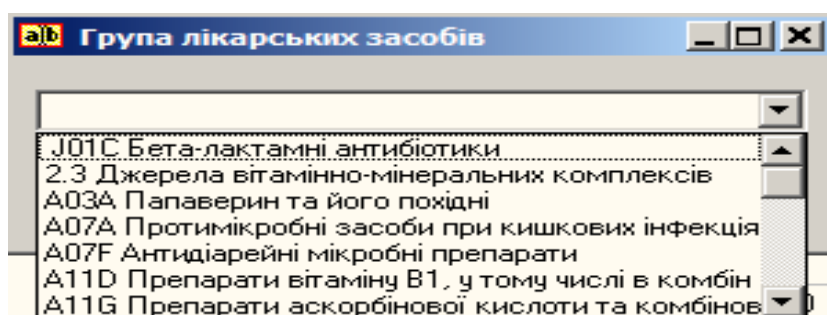 a|b Група лікарських засобів
J01C Бета-лактамні антибіотики
2.3 Джерела вітамінно-мінеральних комплексів
A03A Папаверин та його похідні
A07A Протимікробні засоби при кишкових інфекція
A07F Антидіарейні мікробні препарати
A11D Препарати вітаміну B1, у тому числі в комбін
A11G Препарати аскорбінової кислоти та комбінов